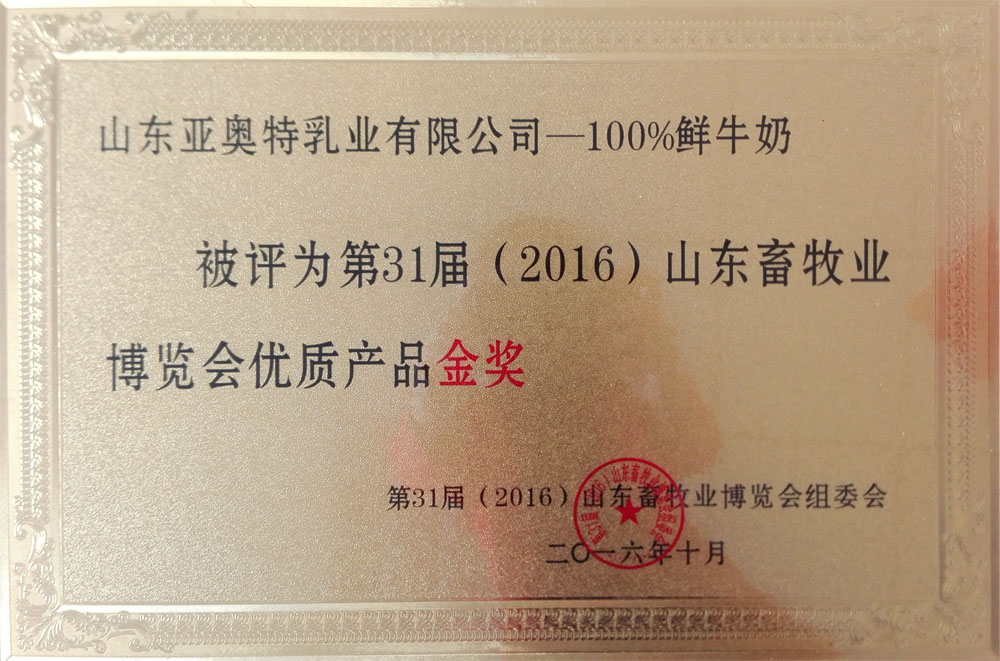 山东亚奥特乳业有限公司—100%鲜牛奶
被评为第31届（2016）山东畜牧业
博览会优质产品金奖
第31届（2016）山东畜牧业博览会组委会
二〇一六年十月